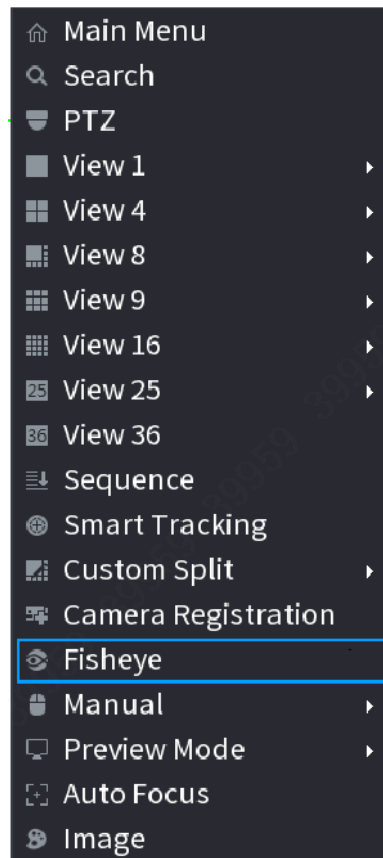 Main Menu
Search
PTZ
View 1
View 4
View 8
View 9
View 16
25 View 25
36 View 36
Sequence
Smart Tracking
Custom Split
Camera Registration
Fisheye
Manual
Preview Mode
Auto Focus
Image